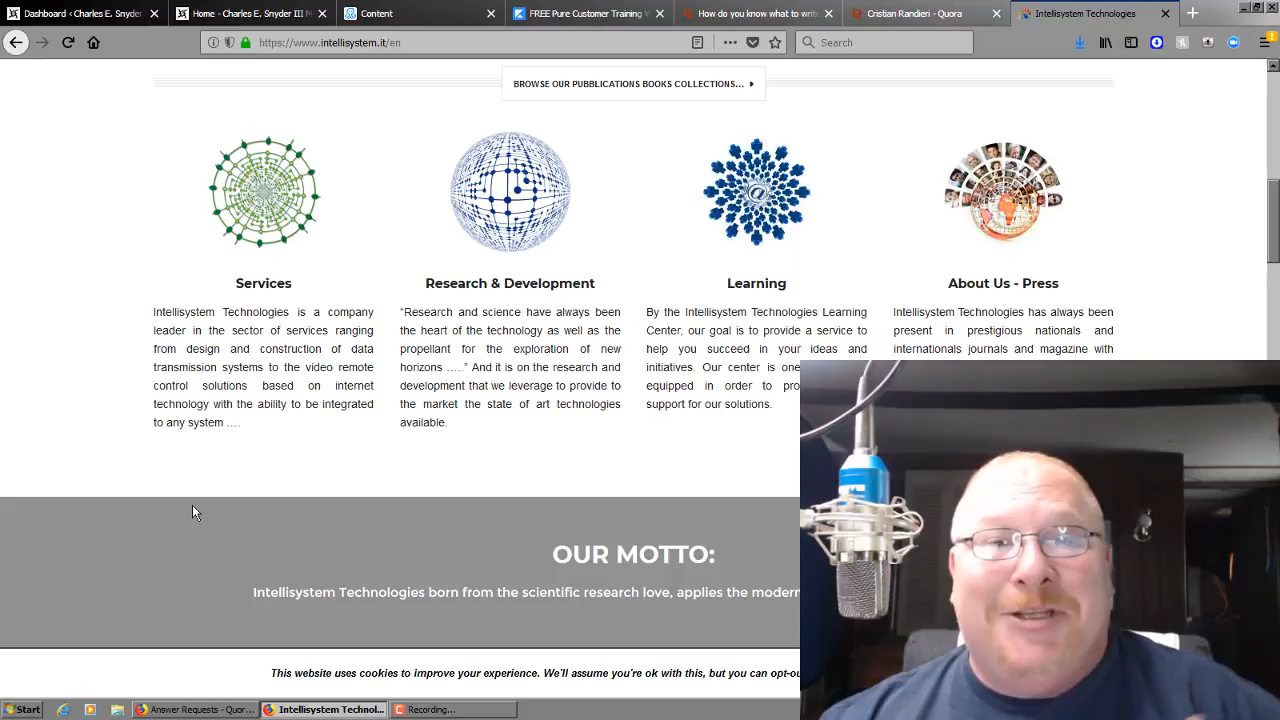 Dashboard ‹ Charles E. Snyder
Home - Charles E. Snyder III M
Content
FREE Pure Customer Training V
How do you know what to write
Cristian Randieri - Quora
Intellisystem Technologies
https://www.intellisystem.it/en
Search
BROWSE OUR PUBBLICATIONS BOOKS COLLECTIONS...
Services
Intellisystem Technologies is a company
leader in the sector of services ranging
from design and construction of data
transmission systems to the video remote
control solutions based on internet
technology with the ability to be integrated
to any system ....
Research & Development
"Research and science have always been
the heart of the technology as well as the
propellant for the exploration of new
horizons ....." And it is on the research and
development that we leverage to provide to
the market the state of art technologies
available.
Learning
By the Intellisystem Technologies Learning
Center, our goal is to provide a service to
help you succeed in your ideas and
initiatives. Our center is one
equipped in order to pro
support for our solutions.
About Us - Press
Intellisystem Technologies has always been
present in prestigious nationals and
internationals journals and magazine with
OUR MOTTO:
Intellisystem Technologies born from the scientific research love, applies the modern
This website uses cookies to improve your experience. We'll assume you're ok with this, but you can opt-ou
Start
Answer Requests - Quor...
Intellisystem Technol...
Recording...